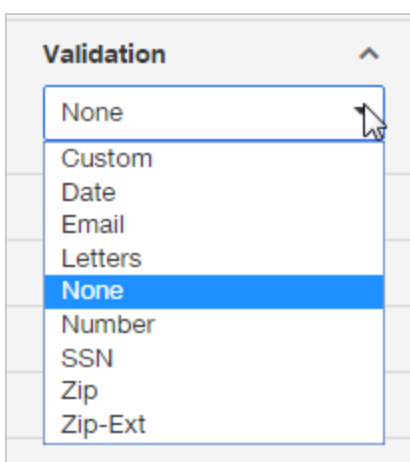 Validation
None
Custom
Date
Email
Letters
None
Number
SSN
Zip
Zip-Ext